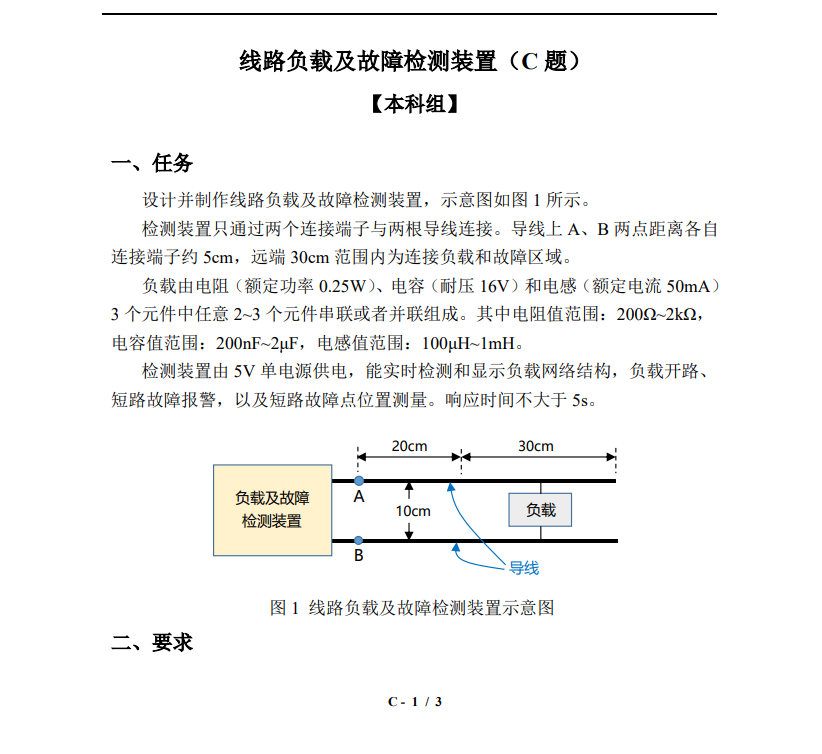 线路负载及故障检测装置（C 题）
【本科组】
一、任务
设计并制作线路负载及故障检测装置，示意图如图 1 所示。
检测装置只通过两个连接端子与两根导线连接。导线上 A、B 两点距离各自
连接端子约 5cm，远端 30cm 范围内为连接负载和故障区域。
负载由电阻（额定功率 0.25W）、电容（耐压 16V）和电感（额定电流 50mA）
3 个元件中任意 2~3 个元件串联或者并联组成。其中电阻值范围：200Ω~2kΩ，
电容值范围：200nF~2μF，电感值范围：100μH~1mH。
检测装置由 5V 单电源供电，能实时检测和显示负载网络结构，负载开路、
短路故障报警，以及短路故障点位置测量。响应时间不大于 5s。
20cm 30cm
负载及故障
检测装置
A
10cm
负载
B
导线
图 1 线路负载及故障检测装置示意图
二、要求
C - 1 / 3